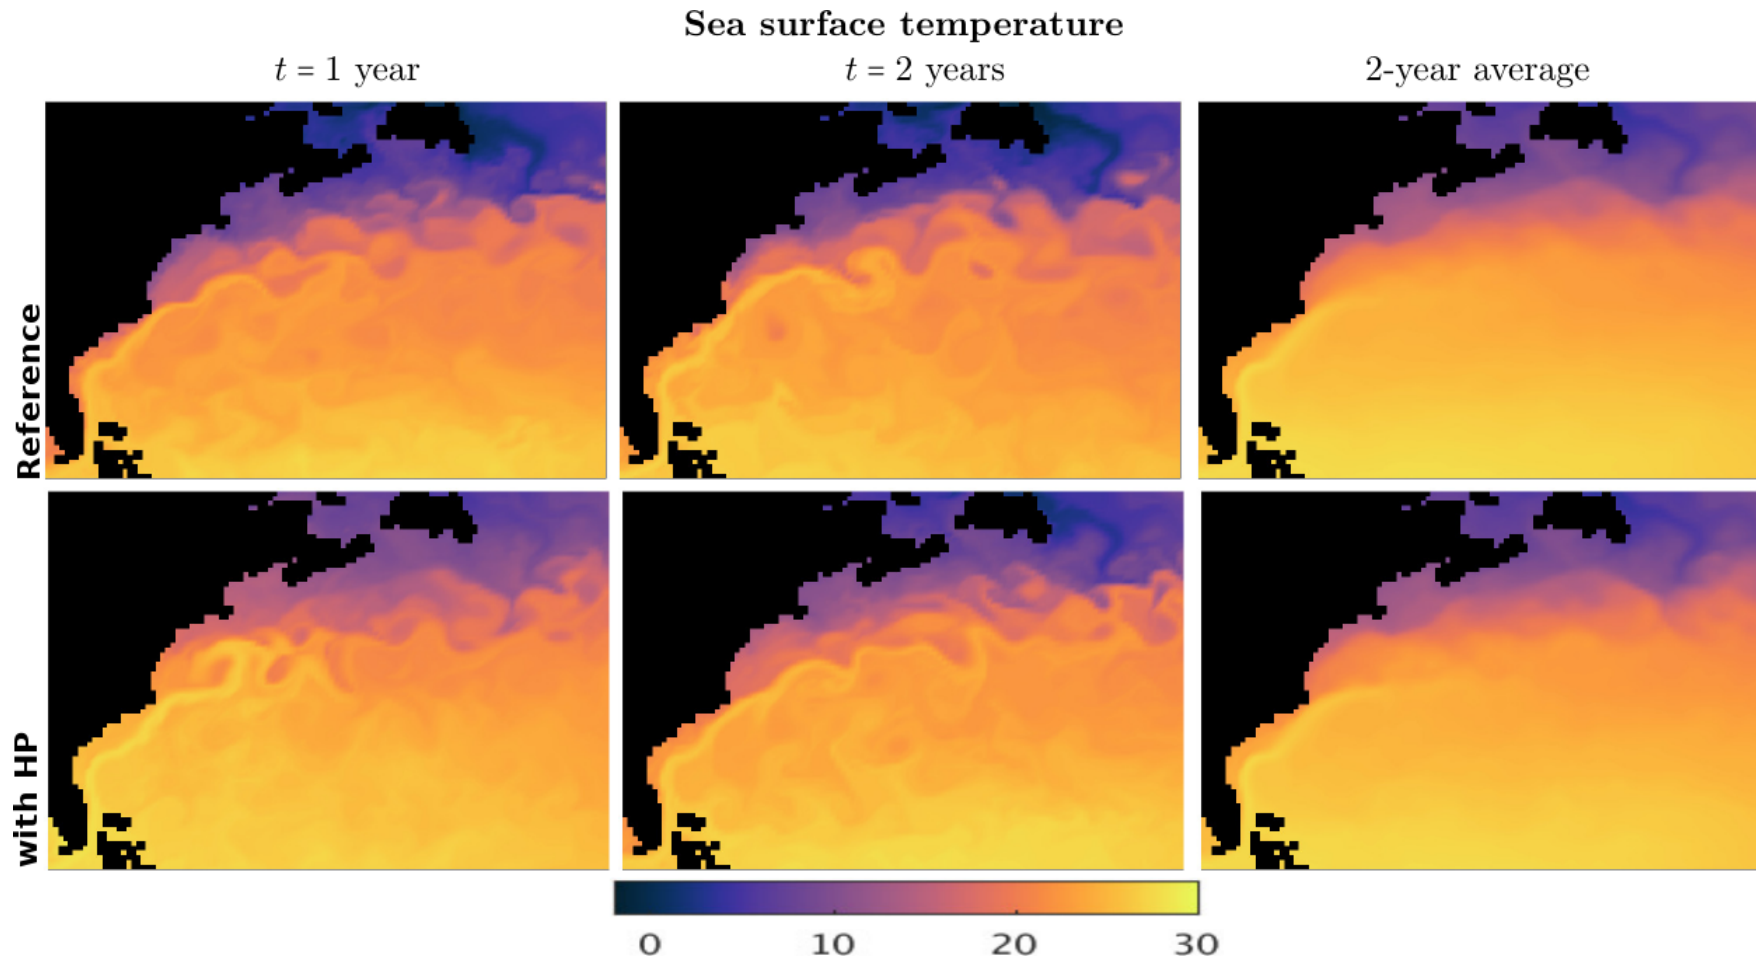 Sea surface temperature
t = 1 year
t = 2 years
2-year average
Reference
with HP
0 10 20 30